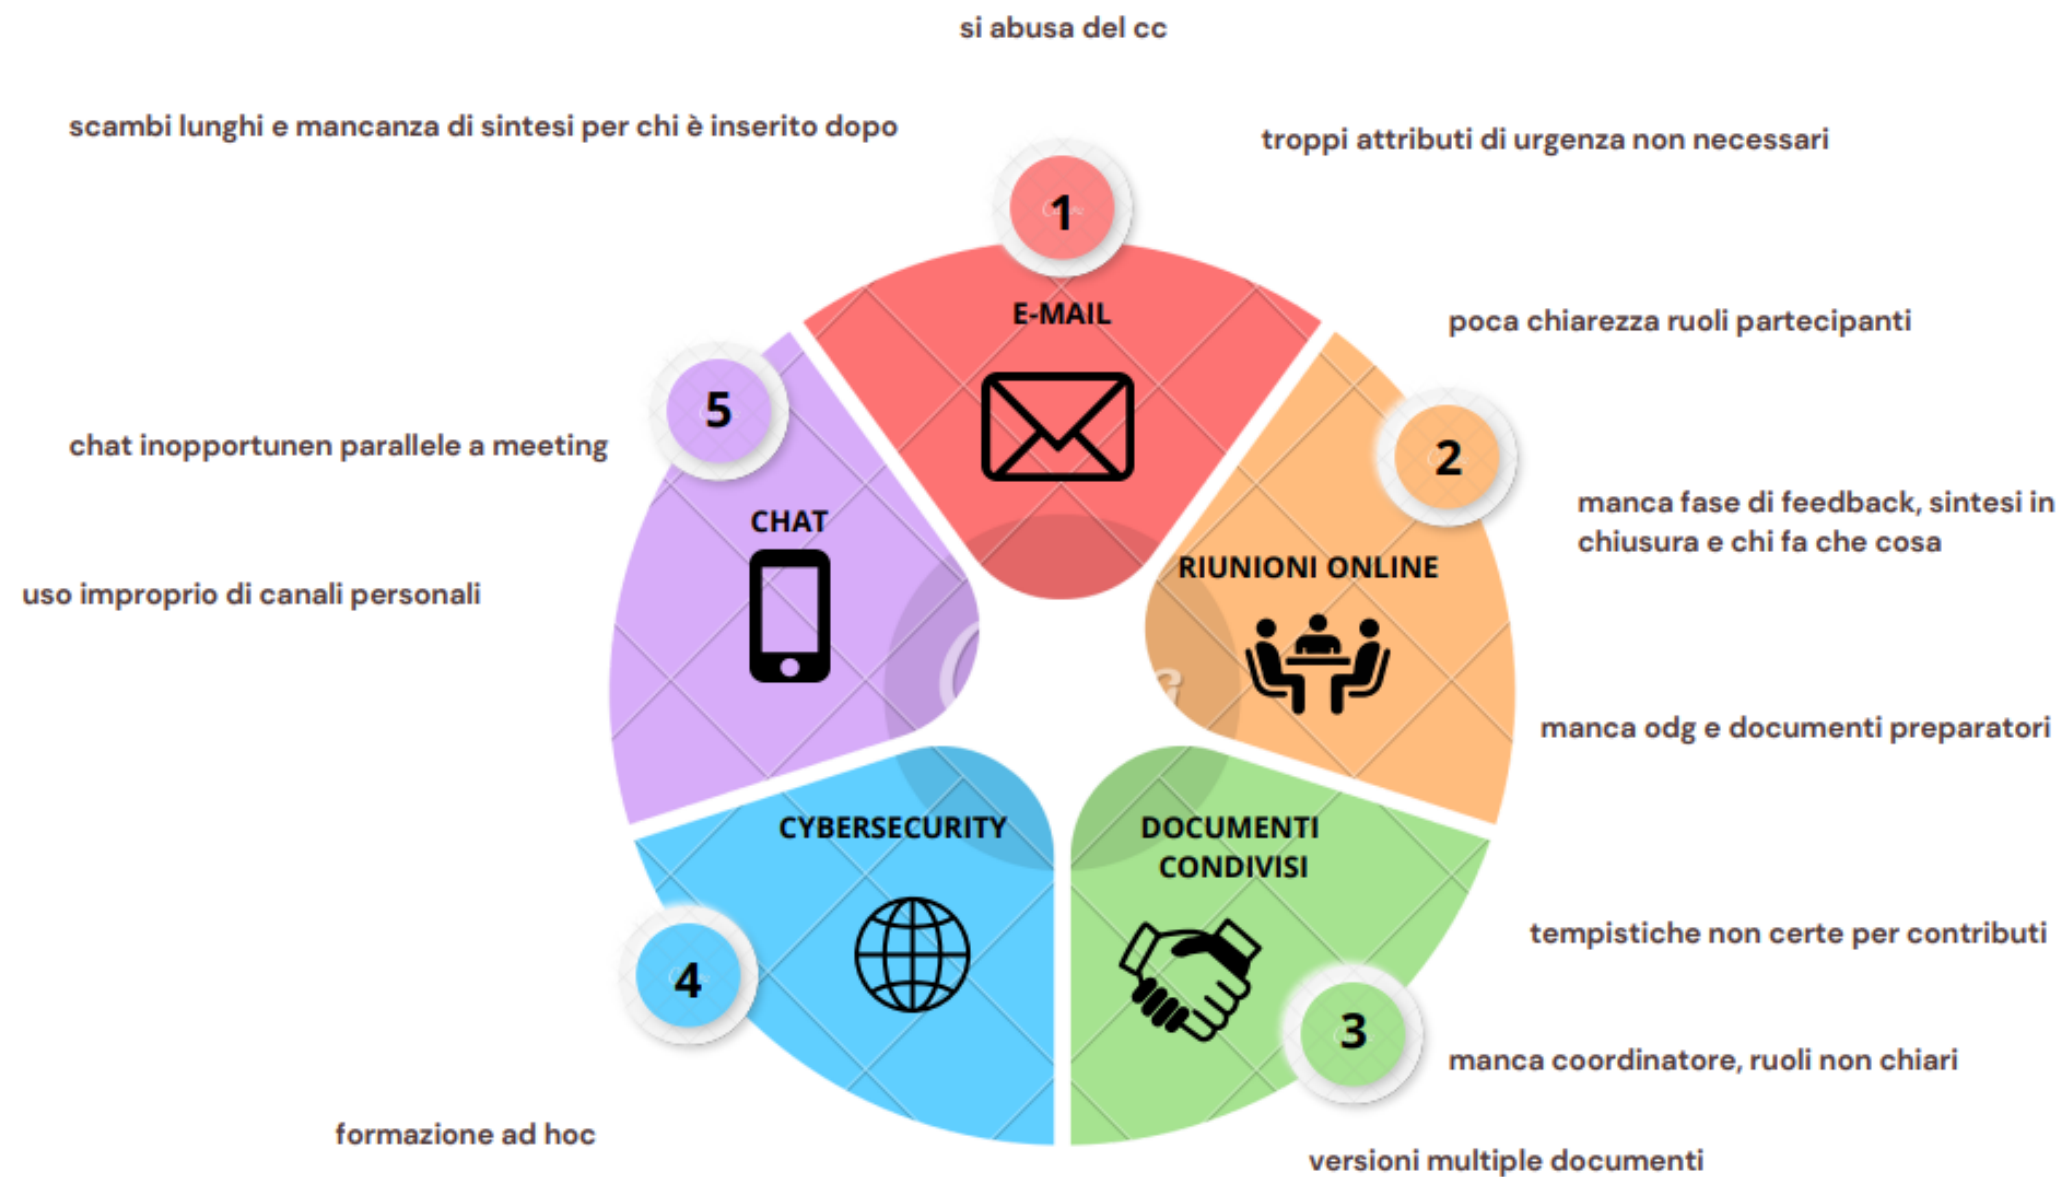 si abusa del cc
scambi lunghi e mancanza di sintesi per chi è inserito dopo
troppi attributi di urgenza non necessari
1
E-MAIL
poca chiarezza ruoli partecipanti
2
manca fase di feedback, sintesi in
chiusura e chi fa che cosa
RIUNIONI ONLINE
manca odg e documenti preparatori
DOCUMENTI
CONDIVISI
tempistiche non certe per contributi
3
manca coordinatore, ruoli non chiari
versioni multiple documenti
CYBERSECURITY
4
formazione ad hoc
5
chat inopportunen parallele a meeting
CHAT
uso improprio di canali personali